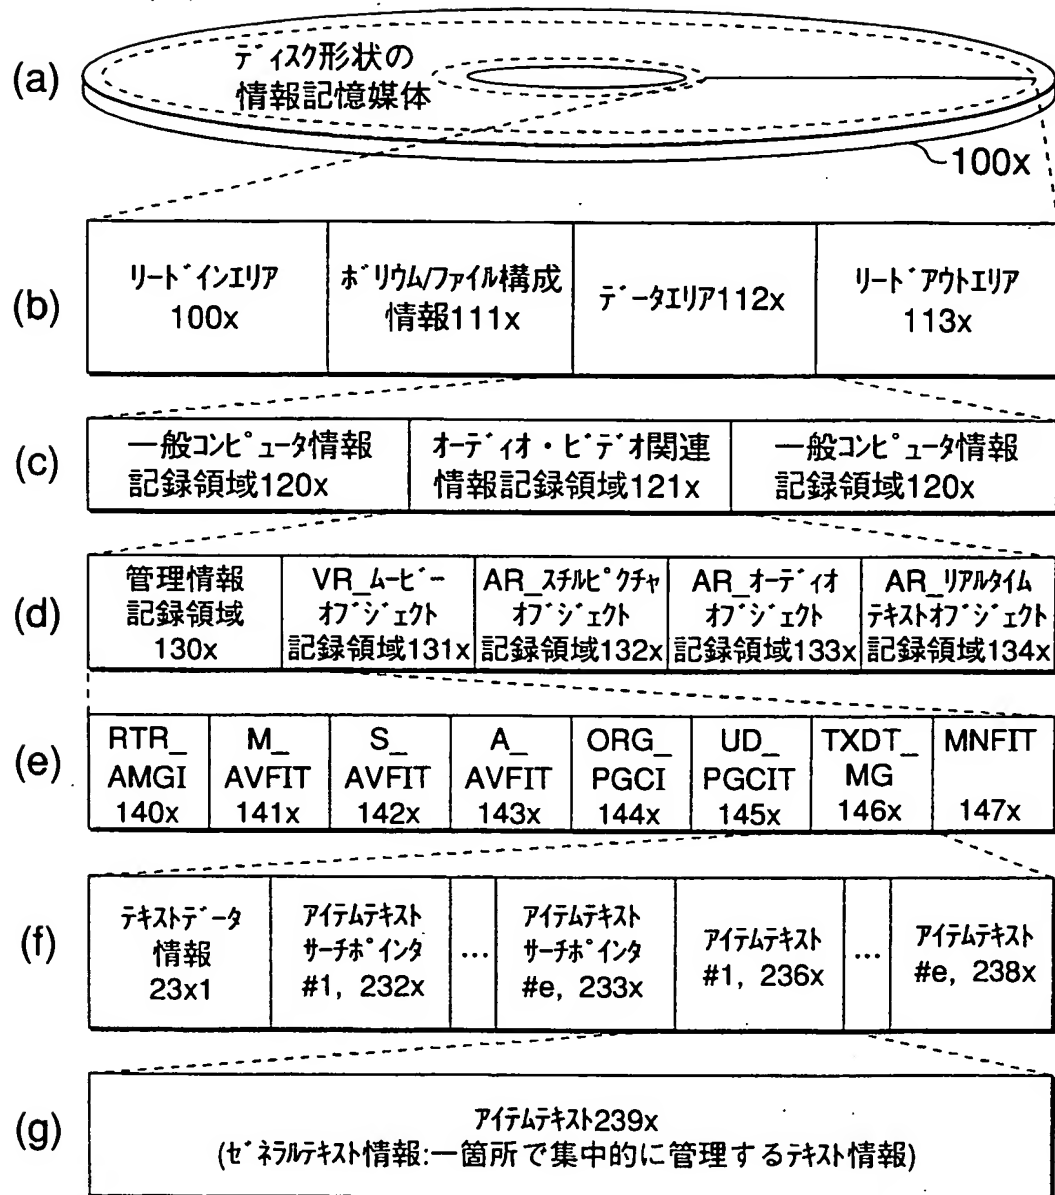 (a)
ディスク形状の
情報記憶媒体
100x
(b)
リードインエリア
100x
ボリウム/ファイル構成
情報111x
データエリア112x
リードアウトエリア
113x
(c)
一般コンピュータ情報
記録領域120x
オーディオ・ビデオ関連
情報記録領域121x
一般コンピュータ情報
記録領域120x
(d)
管理情報
記録領域
130x
VR_ムービー
オブジェクト
記録領域131x
AR_スチルピクチャ
オブジェクト
記録領域132x
AR_オーディオ
オブジェクト
記録領域133x
AR_リアルタイム
テキストオブジェクト
記録領域134x
(e)
RTR_
AMGI
140x
M_
AVFIT
141x
S_
AVFIT
142x
A_
AVFIT
143x
ORG_
PGCI
144x
UD_
PGCIT
145x
TXDT_
MG
146x
MNFIT
147x
(f)
テキストデータ
情報
23x1
アイテムテキスト
サーチポインタ
#1, 232x
...
アイテムテキスト
サーチポインタ
#e, 233x
アイテムテキスト
#1, 236x
...
アイテムテキスト
#e, 238x
(g)
アイテムテキスト239x
(ゼネラルテキスト情報:一箇所で集中的に管理するテキスト情報)